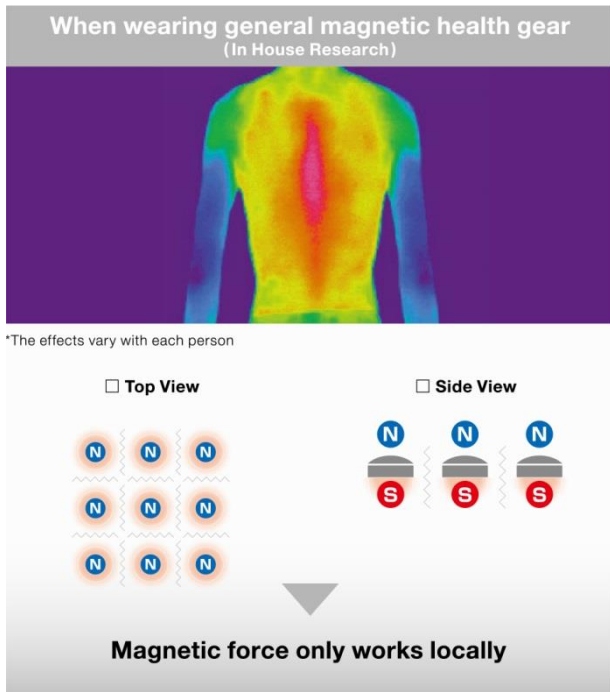 When wearing general magnetic health gear
(In House Research)
*The effects vary with each person
□ Top View
□ Side View
N N N
N N N
N N N
N N N
S S S
Magnetic force only works locally